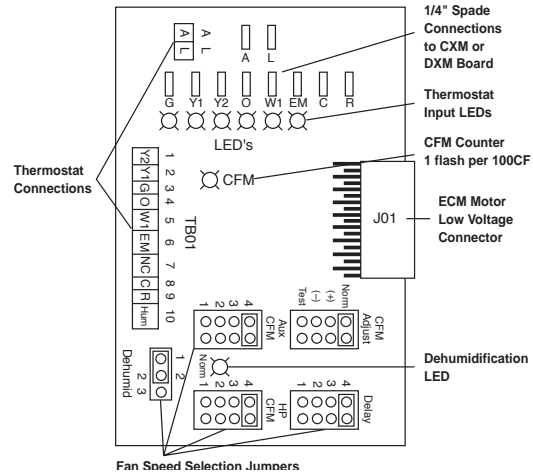 1/4" Spade
Connections
to CXM or
DXM Board
A L
A L
A L
G Y1 Y2 O W1 EM C R
Thermostat
Input LEDs
LED's
CFM Counter
1 flash per 100CF
CFM
Thermostat
Connections
Y2 Y1 G O W1 EM NC C R Hum
1 2 3 4 5 6 7 8 9 10
TB01
J01
ECM Motor
Low Voltage
Connector
1 2 3 4
Aux
CFM
Test (–) (+) Norm
CFM
Adjust
Dehumid
1
2 2
3
Norm
Dehumidification
LED
1 2 3 4
HP
CFM
1 2 3 4
Delay
Fan Speed Selection Jumpers